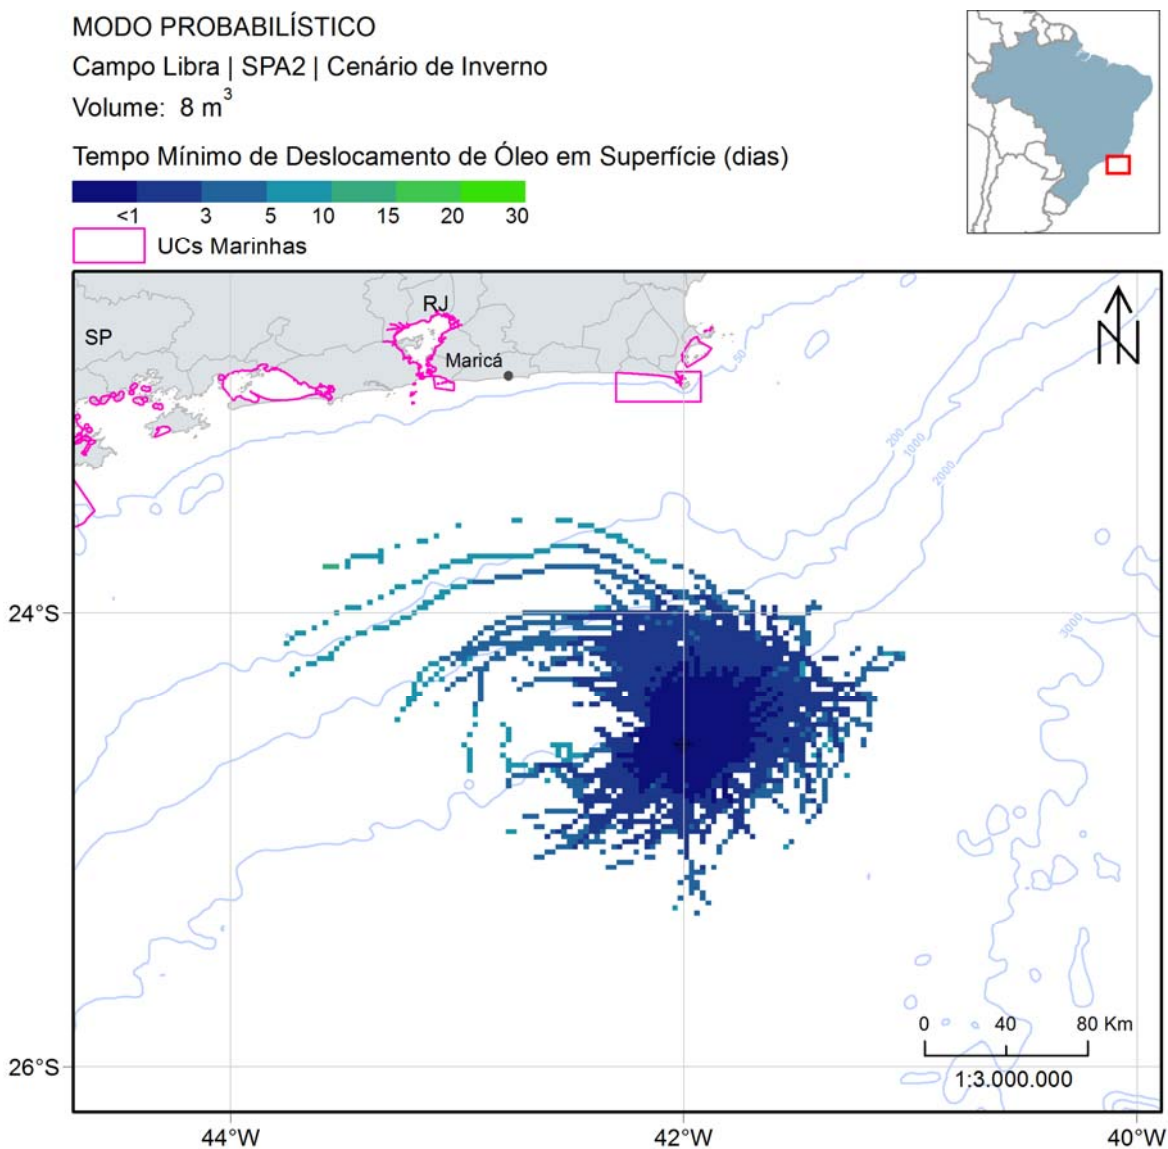 MODO PROBABILÍSTICO
Campo Libra | SPA2 | Cenário de Inverno
Volume: 8 m³
Tempo Mínimo de Deslocamento de Óleo em Superfície (dias)
<1 3 5 10 15 20 30
UCs Marinhas
RJ
SP
Maricá
50
200
1000
2000
N
24°S
3000
0 40 80 Km
26°S
1:3.000.000
44°W 42°W 40°W